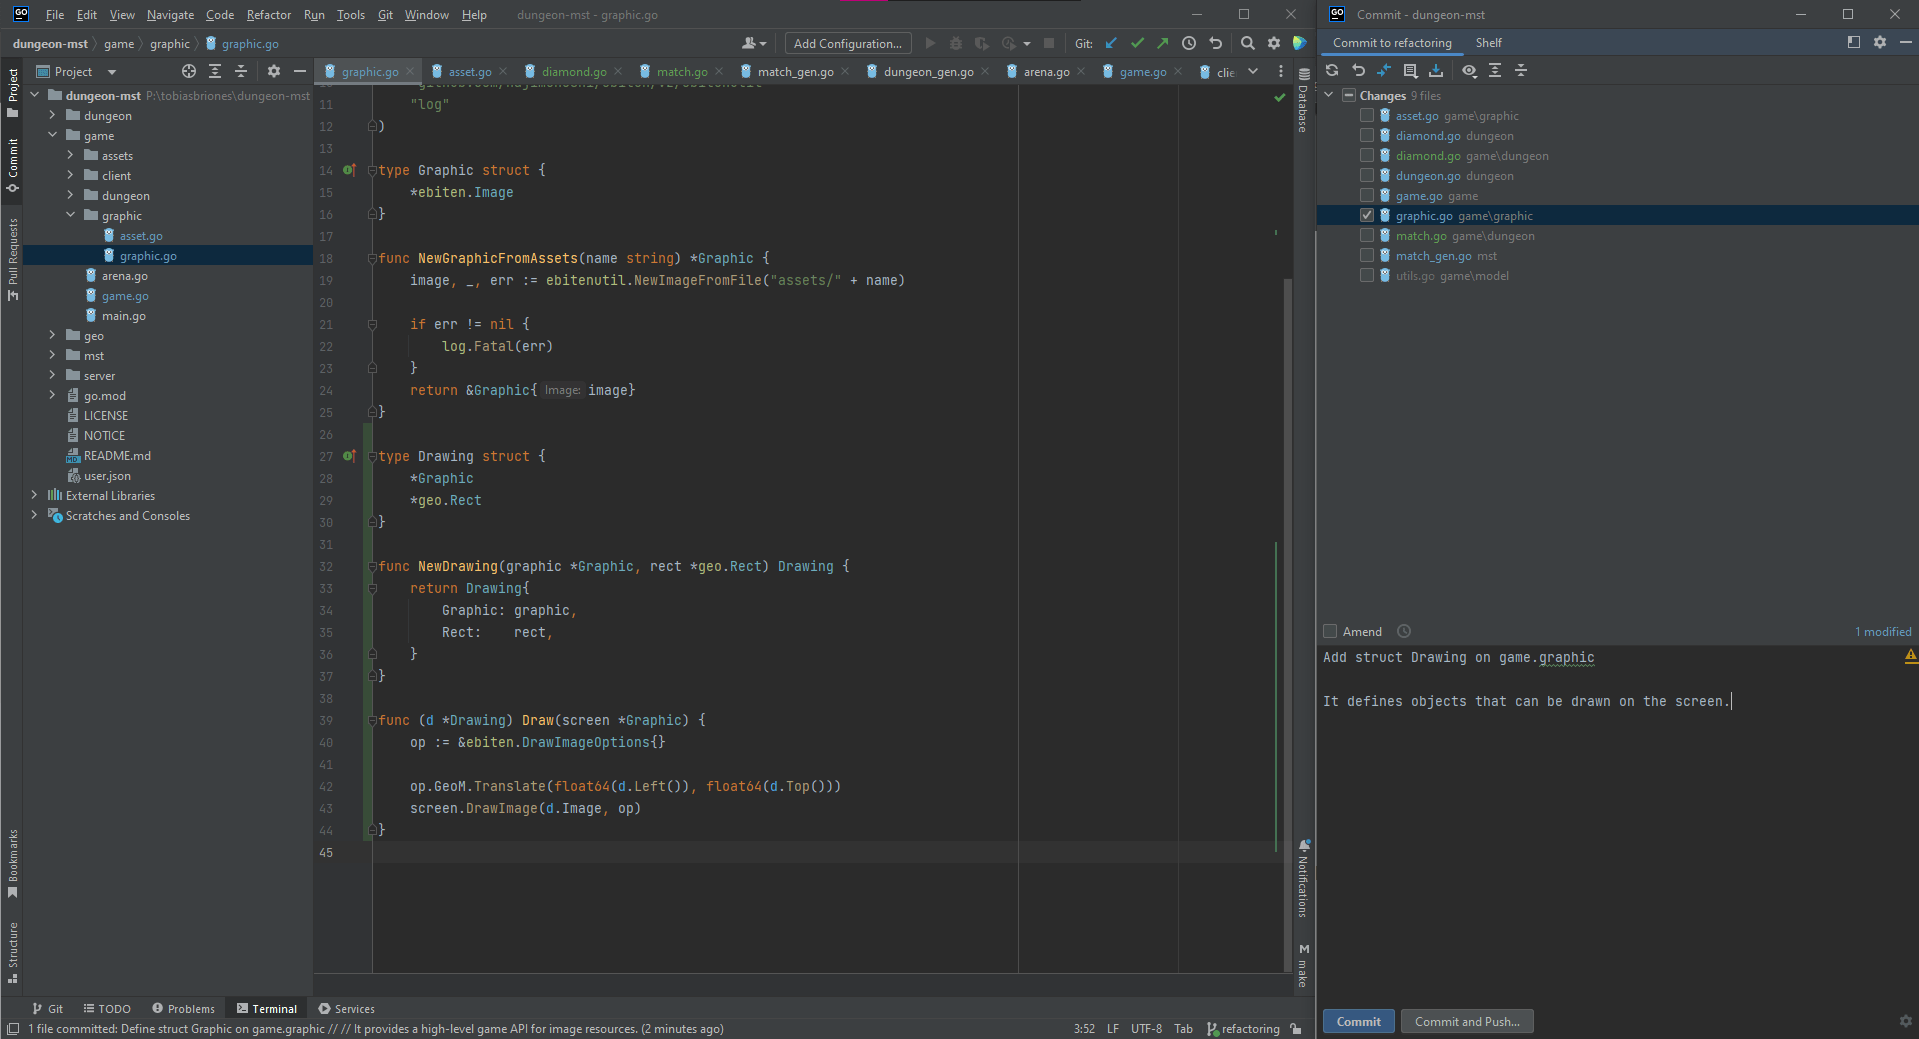 GO
File Edit View Navigate Code Refactor Run Tools Git Window Help
dungeon-mst - graphic.go
dungeon-mst game graphic graphic.go
Add Configuration...
Git:
Project
graphic.go asset.go diamond.go match.go match_gen.go dungeon_gen.go arena.go game.go
Project
Commit
Pull Requests
Bookmarks
Structure
dungeon-mst P:\tobiasbriones\dungeon-mst
dungeon
game
assets
client
dungeon
graphic
asset.go
graphic.go
arena.go
game.go
main.go
geo
mst
server
go.mod
LICENSE
NOTICE
README.md
user.json
External Libraries
Scratches and Consoles
11 "log"
12 )
13
14 type Graphic struct {
15 *ebiten.Image
16 }
17
18 func NewGraphicFromAssets(name string) *Graphic {
19 image, _, err := ebitenutil.NewImageFromFile("assets/" + name)
20
21 if err != nil {
22 log.Fatal(err)
23 }
24 return &Graphic{ Image: image}
25 }
26
27 type Drawing struct {
28 *Graphic
29 *geo.Rect
30 }
31
32 func NewDrawing(graphic *Graphic, rect *geo.Rect) Drawing {
33 return Drawing{
34 Graphic: graphic,
35 Rect: rect,
36 }
37 }
38
39 func (d *Drawing) Draw(screen *Graphic) {
40 op := &ebiten.DrawImageOptions{}
41
42 op.GeoM.Translate(float64(d.Left()), float64(d.Top()))
43 screen.DrawImage(d.Image, op)
44 }
45
Database
Notifications
M make
Git TODO Problems Terminal Services
1 file committed: Define struct Graphic on game.graphic // // It provides a high-level game API for image resources. (2 minutes ago)
3:52 LF UTF-8 Tab refactoring
GO
Commit - dungeon-mst
Commit to refactoring Shelf
Changes 9 files
asset.go game\graphic
diamond.go dungeon
diamond.go game\dungeon
dungeon.go dungeon
game.go game
graphic.go game\graphic
match.go game\dungeon
match_gen.go mst
utils.go game\model
Amend
1 modified
Add struct Drawing on game.graphic
It defines objects that can be drawn on the screen.
Commit Commit and Push...